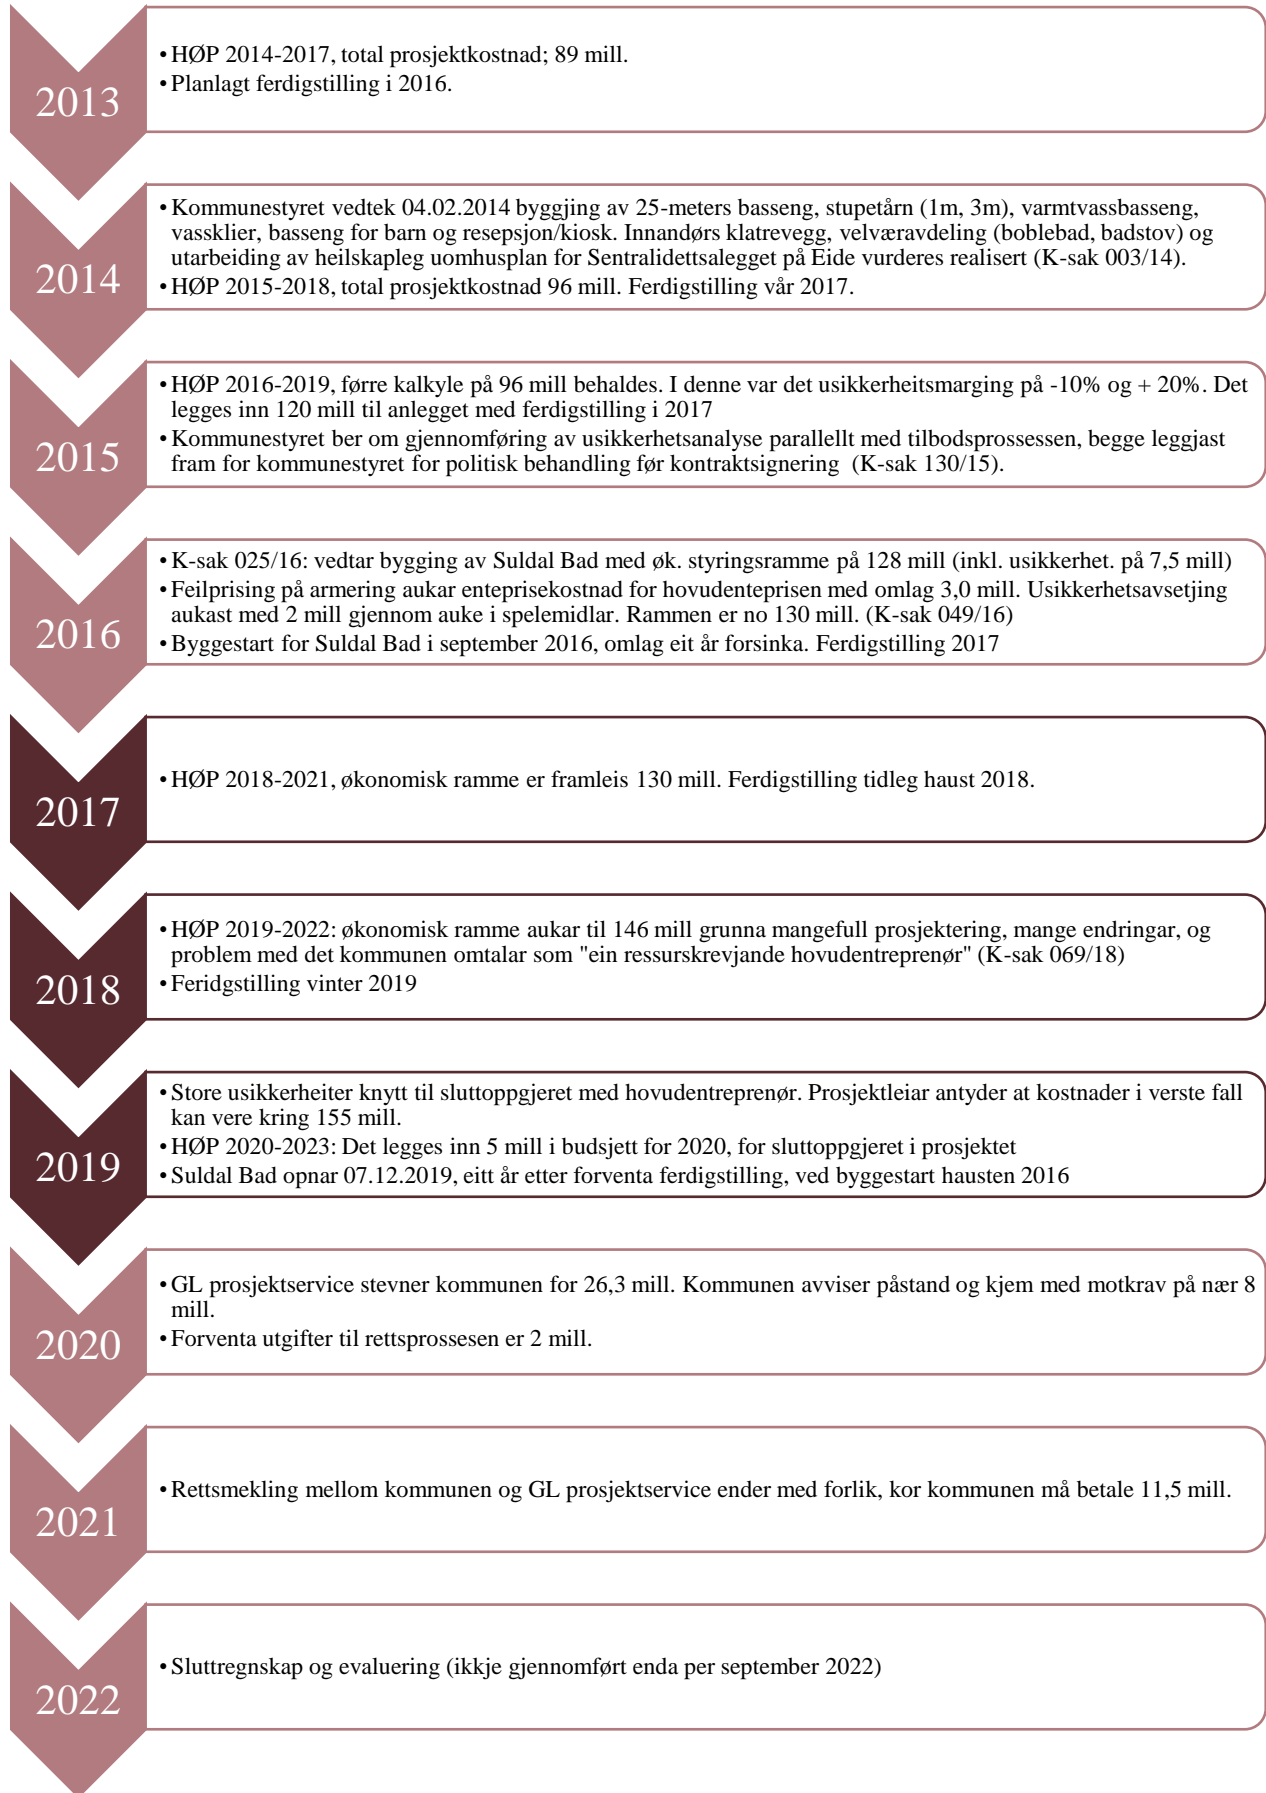 2013
• HØP 2014-2017, total prosjektkostnad; 89 mill.
• Planlagt ferdigstilling i 2016.
2014
• Kommunestyret vedtek 04.02.2014 byggjing av 25-meters basseng, stupetårn (1m, 3m), varmtvassbasseng,
vassklier, basseng for barn og resepsjon/kiosk. Innandørs klatrevegg, velværavdeling (boblebad, badstov) og
utarbeiding av heilskapleg uomhusplan for Sentralidettsalegget på Eide vurderes realisert (K-sak 003/14).
• HØP 2015-2018, total prosjektkostnad 96 mill. Ferdigstilling vår 2017.
2015
• HØP 2016-2019, førre kalkyle på 96 mill behaldes. I denne var det usikkerheitsmarging på -10% og + 20%. Det
legges inn 120 mill til anlegget med ferdigstilling i 2017
• Kommunestyret ber om gjennomføring av usikkerhetsanalyse parallellt med tilbodsprossessen, begge leggjast
fram for kommunestyret for politisk behandling før kontraktsignering (K-sak 130/15).
2016
• K-sak 025/16: vedtar bygging av Suldal Bad med øk. styringsramme på 128 mill (inkl. usikkerhet. på 7,5 mill)
• Feilprising på armering aukar enteprisekostnad for hovudenteprisen med omlag 3,0 mill. Usikkerhetsavsetjing
aukast med 2 mill gjennom auke i spelemidlar. Rammen er no 130 mill. (K-sak 049/16)
• Byggestart for Suldal Bad i september 2016, omlag eit år forsinka. Ferdigstilling 2017
2017
• HØP 2018-2021, økonomisk ramme er framleis 130 mill. Ferdigstilling tidleg haust 2018.
2018
• HØP 2019-2022: økonomisk ramme aukar til 146 mill grunna mangefull prosjektering, mange endringar, og
problem med det kommunen omtalar som "ein ressurskrevjande hovudentreprenør" (K-sak 069/18)
• Feridgstilling vinter 2019
2019
• Store usikkerheiter knytt til sluttoppgjeret med hovudentreprenør. Prosjektleiar antyder at kostnader i verste fall
kan vere kring 155 mill.
• HØP 2020-2023: Det legges inn 5 mill i budsjett for 2020, for sluttoppgjeret i prosjektet
• Suldal Bad opnar 07.12.2019, eitt år etter forventa ferdigstilling, ved byggestart hausten 2016
2020
• GL prosjektservice stevner kommunen for 26,3 mill. Kommunen avviser påstand og kjem med motkrav på nær 8
mill.
• Forventa utgifter til rettsprossesen er 2 mill.
2021
• Rettsmekling mellom kommunen og GL prosjektservice ender med forlik, kor kommunen må betale 11,5 mill.
2022
• Sluttregnskap og evaluering (ikkje gjennomført enda per september 2022)